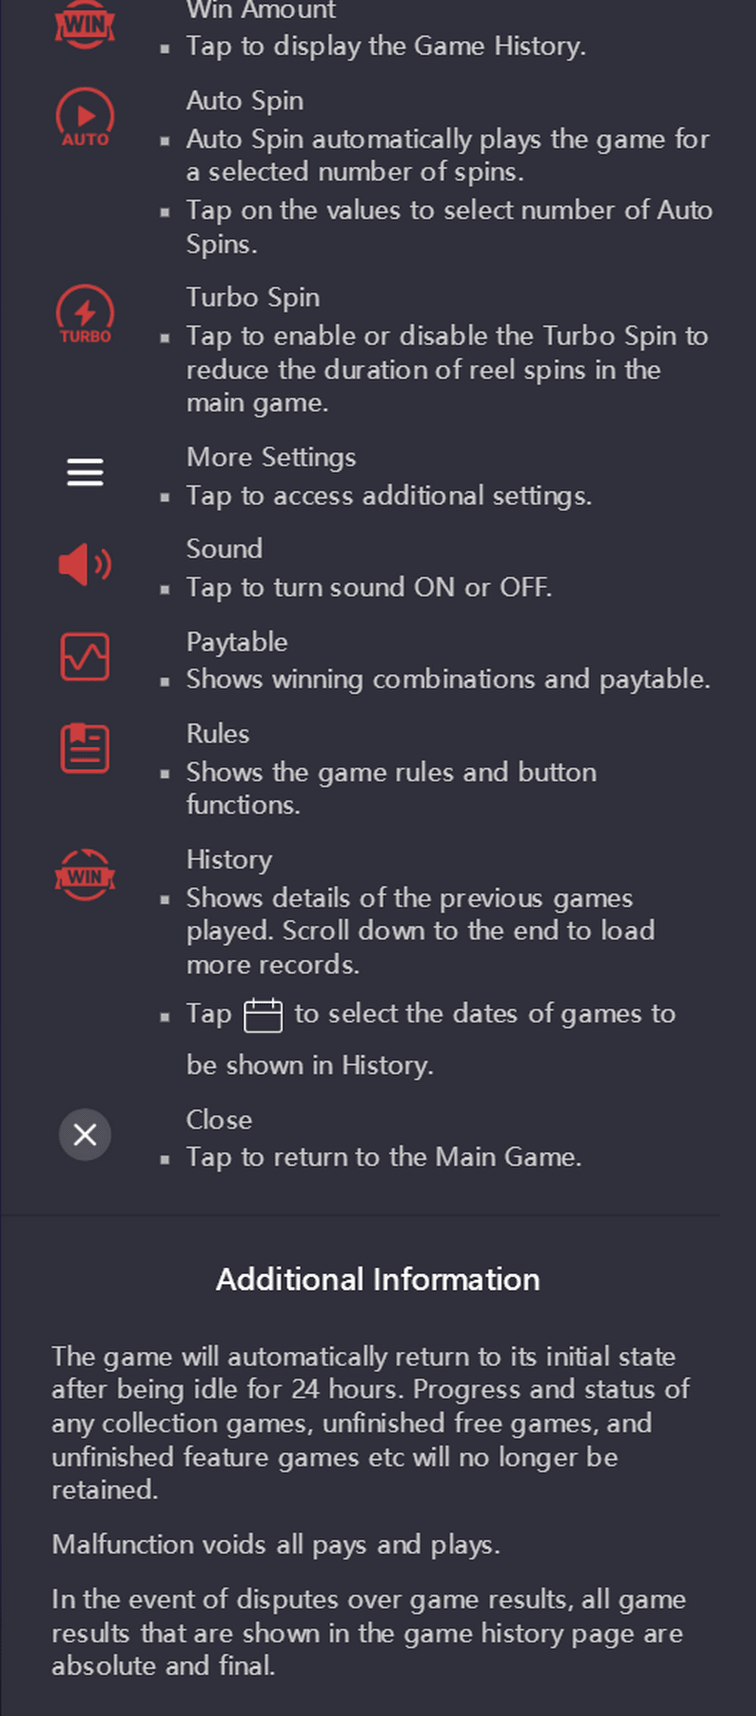 Win Amount
WIN
▪ Tap to display the Game History.
Auto Spin
AUTO
▪ Auto Spin automatically plays the game for
a selected number of spins.
▪ Tap on the values to select number of Auto
Spins.
Turbo Spin
TURBO
▪ Tap to enable or disable the Turbo Spin to
reduce the duration of reel spins in the
main game.
More Settings
▪ Tap to access additional settings.
Sound
▪ Tap to turn sound ON or OFF.
Paytable
▪ Shows winning combinations and paytable.
Rules
▪ Shows the game rules and button
functions.
History
WIN
▪ Shows details of the previous games
played. Scroll down to the end to load
more records.
▪ Tap to select the dates of games to
be shown in History.
Close
▪ Tap to return to the Main Game.
Additional Information
The game will automatically return to its initial state
after being idle for 24 hours. Progress and status of
any collection games, unfinished free games, and
unfinished feature games etc will no longer be
retained.
Malfunction voids all pays and plays.
In the event of disputes over game results, all game
results that are shown in the game history page are
absolute and final.